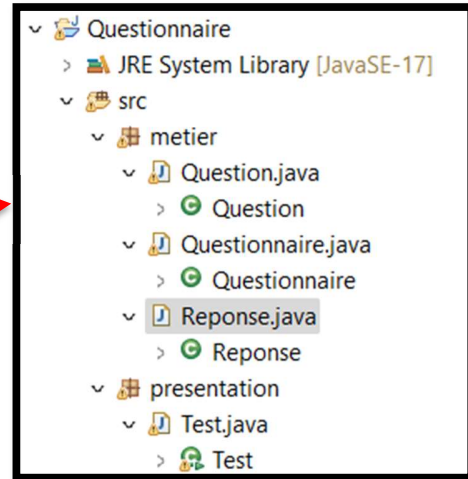 Questionnaire
JRE System Library [JavaSE-17]
src
metier
Question.java
Question
Questionnaire.java
Questionnaire
Reponse.java
Reponse
presentation
Test.java
Test